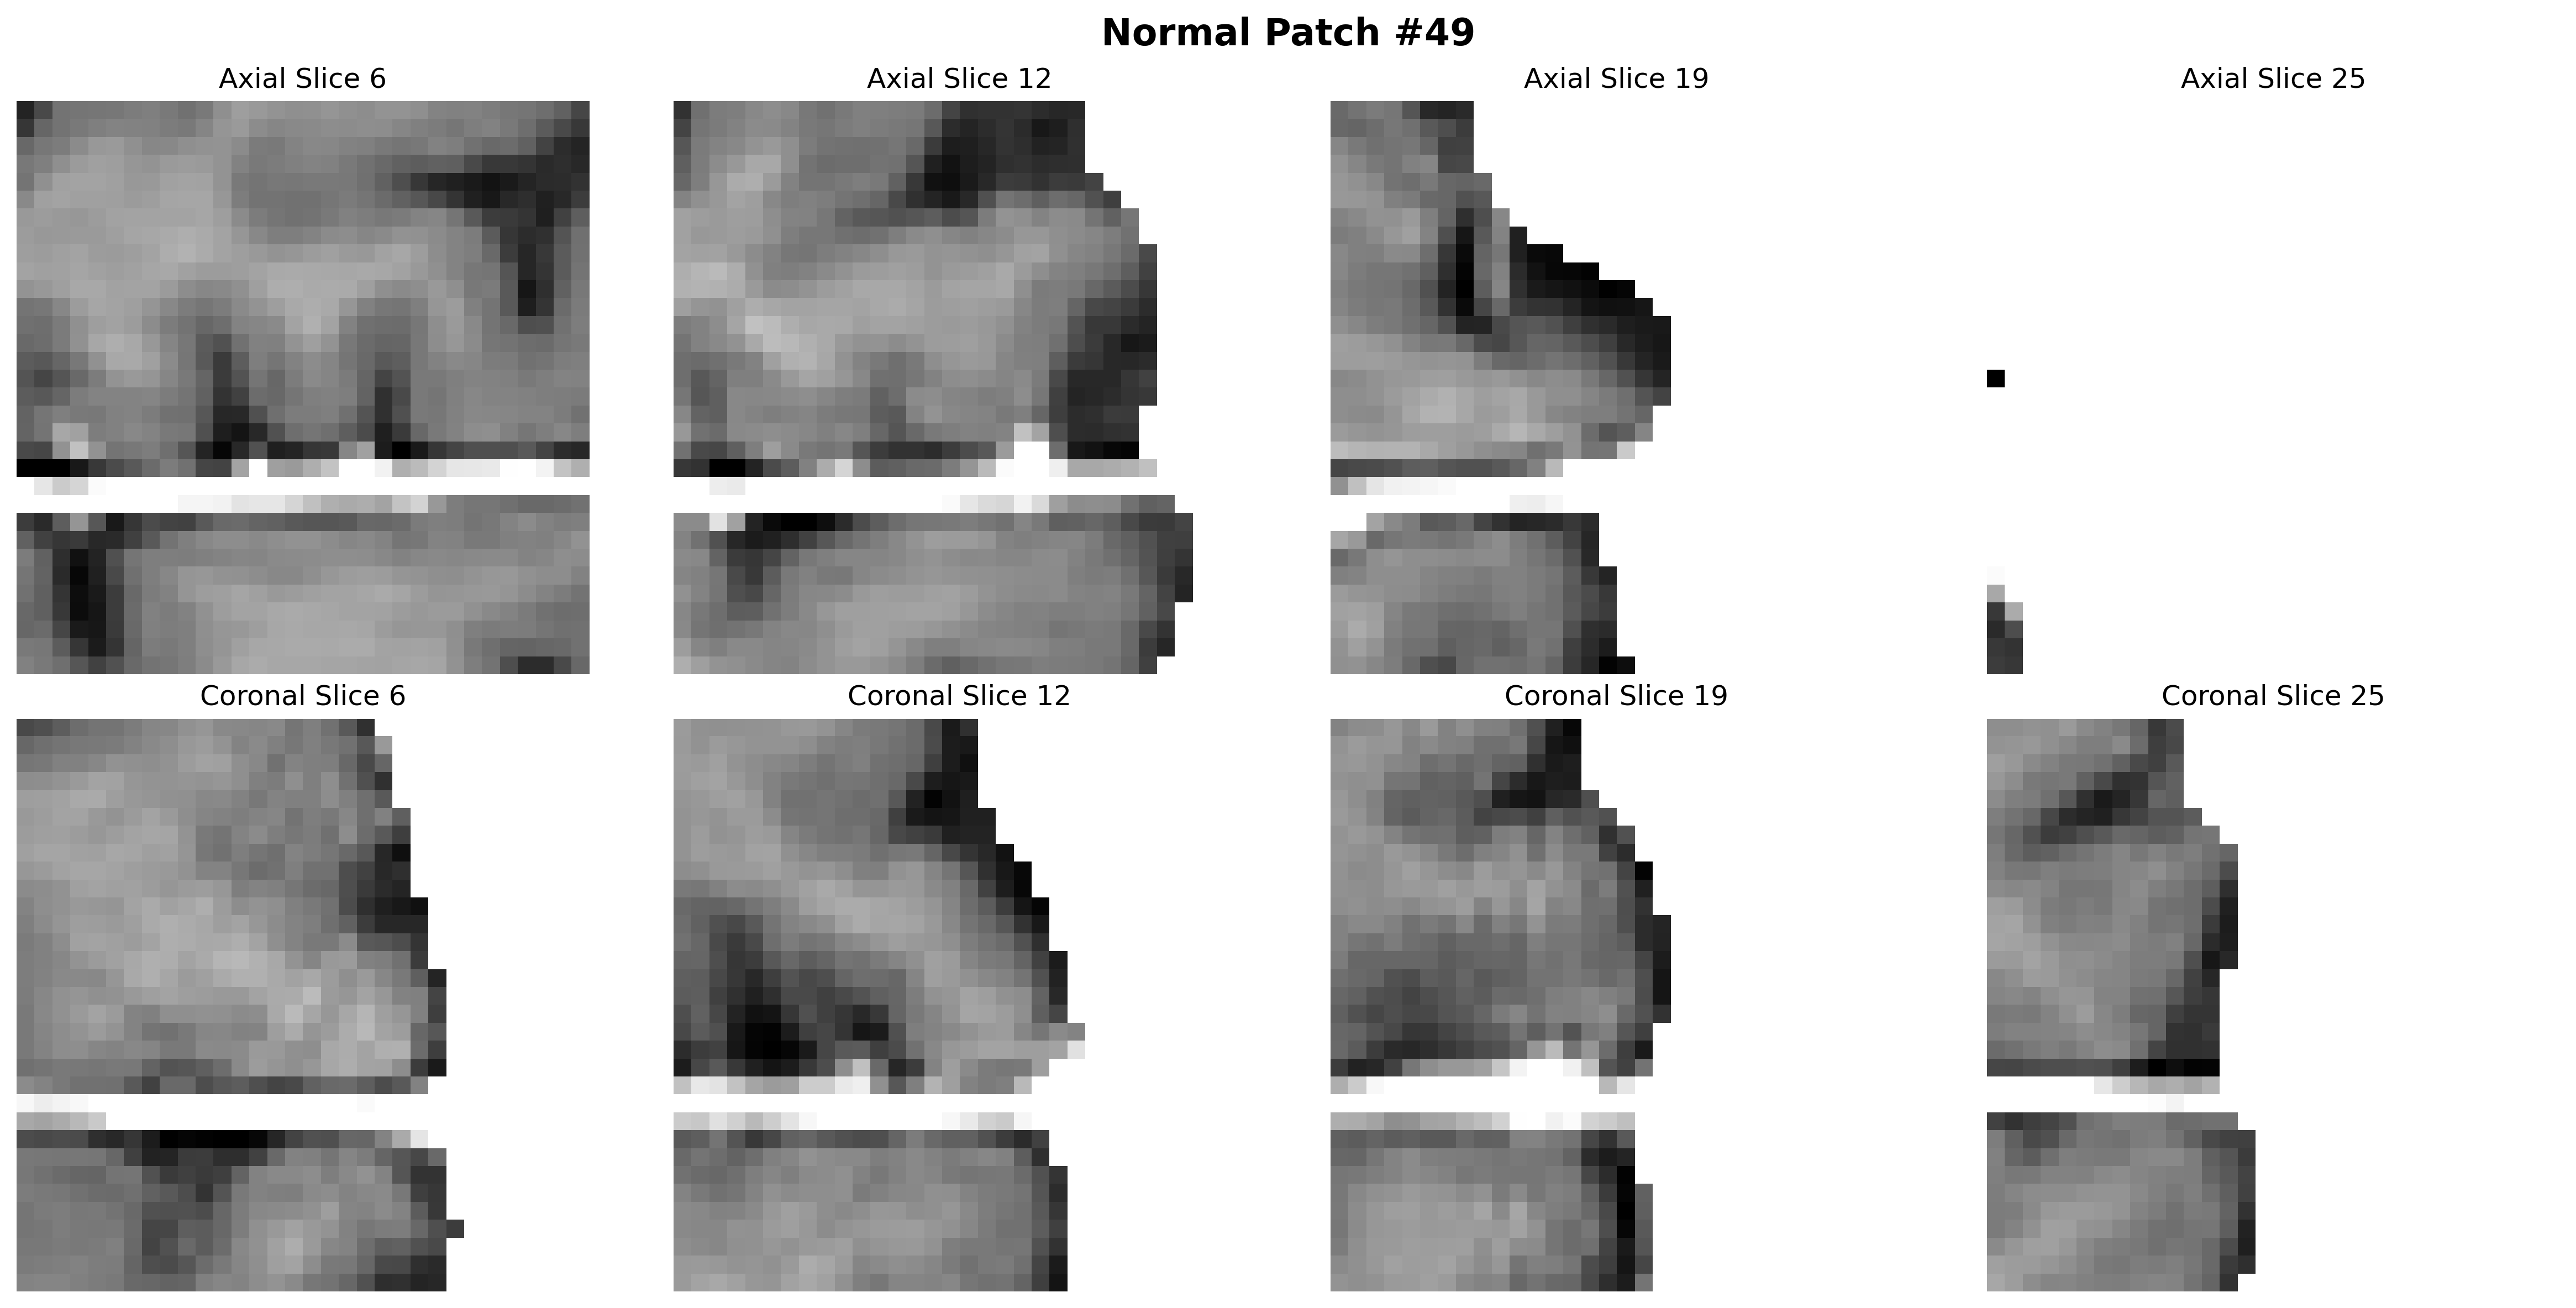 Normal Patch #49
Axial Slice 6
Axial Slice 12
Axial Slice 19
Axial Slice 25
Coronal Slice 6
Coronal Slice 12
Coronal Slice 19
Coronal Slice 25